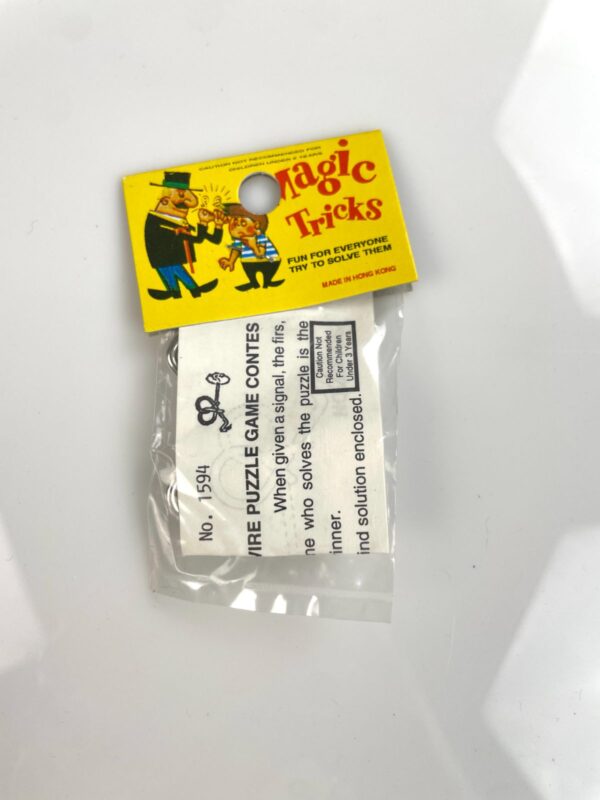 CAUTION NOT RECOMMENDED FOR
CHILDREN UNDER 3 YEARS
Magic
Tricks
FUN FOR EVERYONE
TRY TO SOLVE THEM
MADE IN HONG KONG
No. 1594
WIRE PUZZLE GAME CONTES
When given a signal, the firs,
ne who solves the puzzle is the
inner.
ind solution enclosed.
Caution Not
Recommended
For Children
Under 3 Years